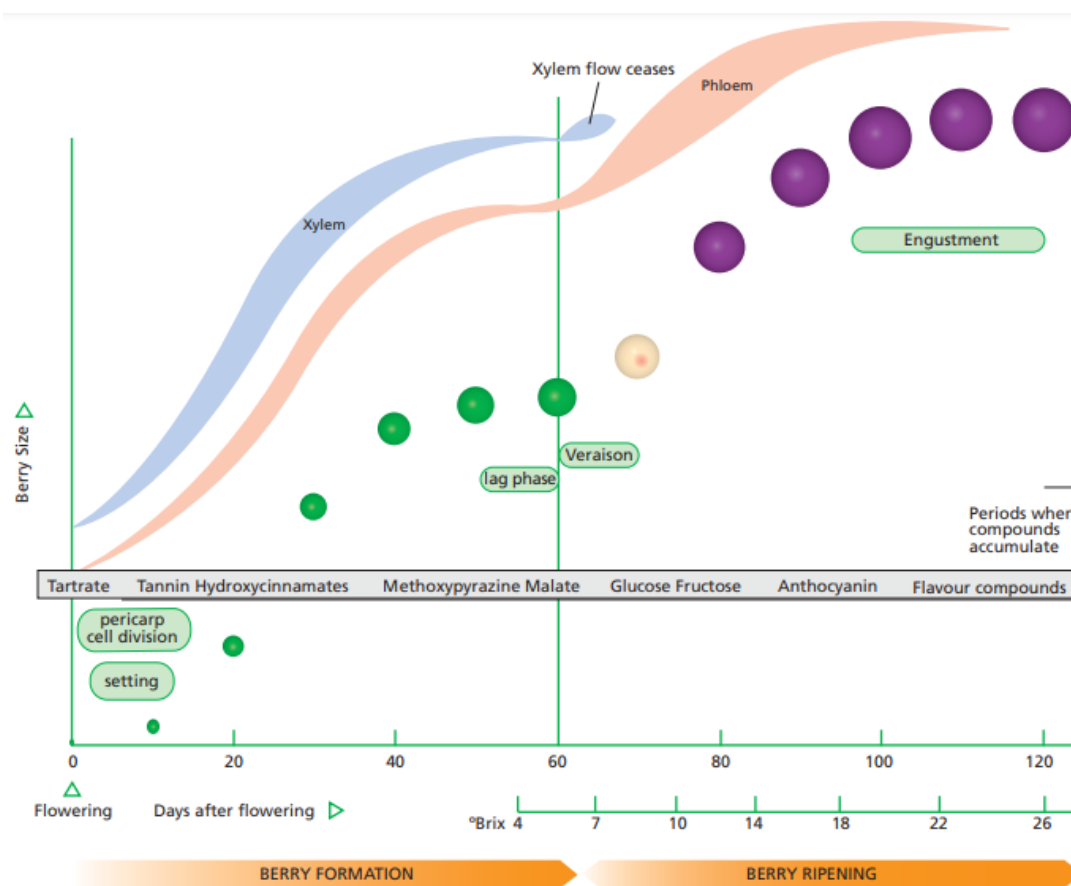 Xylem flow ceases
Phloem
Xylem
Engustment
Berry Size
Veraison
lag phase
Periods when
compounds
accumulate
Tartrate Tannin Hydroxycinnamates Methoxypyrazine Malate Glucose Fructose Anthocyanin Flavour compounds
pericarp
cell division
setting
0 20 40 60 80 100 120
Flowering Days after flowering
ºBrix 4 7 10 14 18 22 26
BERRY FORMATION BERRY RIPENING